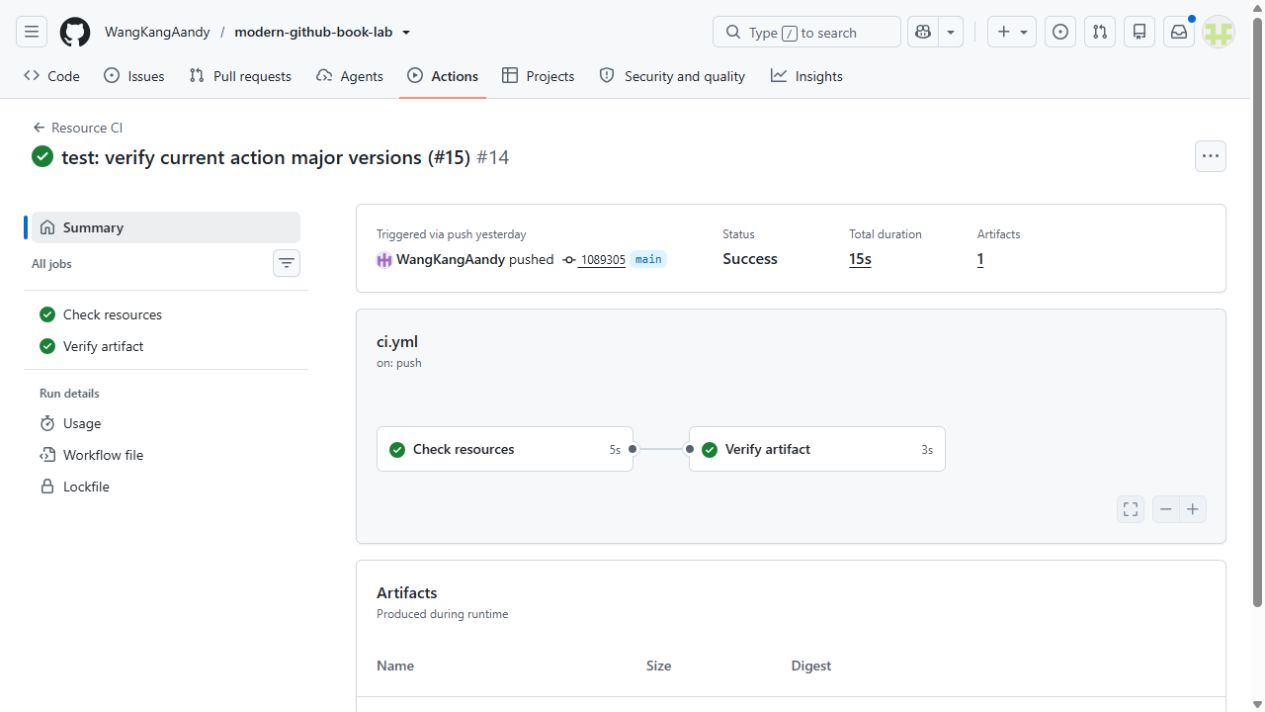 WangKangAandy / modern-github-book-lab
Type / to search
Code Issues Pull requests Agents Actions Projects Security and quality Insights
Resource CI
test: verify current action major versions (#15) #14
Summary
All jobs
Check resources
Verify artifact
Run details
Usage
Workflow file
Lockfile
Triggered via push yesterday
WangKangAandy pushed 1089305 main
Status
Success
Total duration
15s
Artifacts
1
ci.yml
on: push
Check resources 5s
Verify artifact 3s
Artifacts
Produced during runtime
Name Size Digest